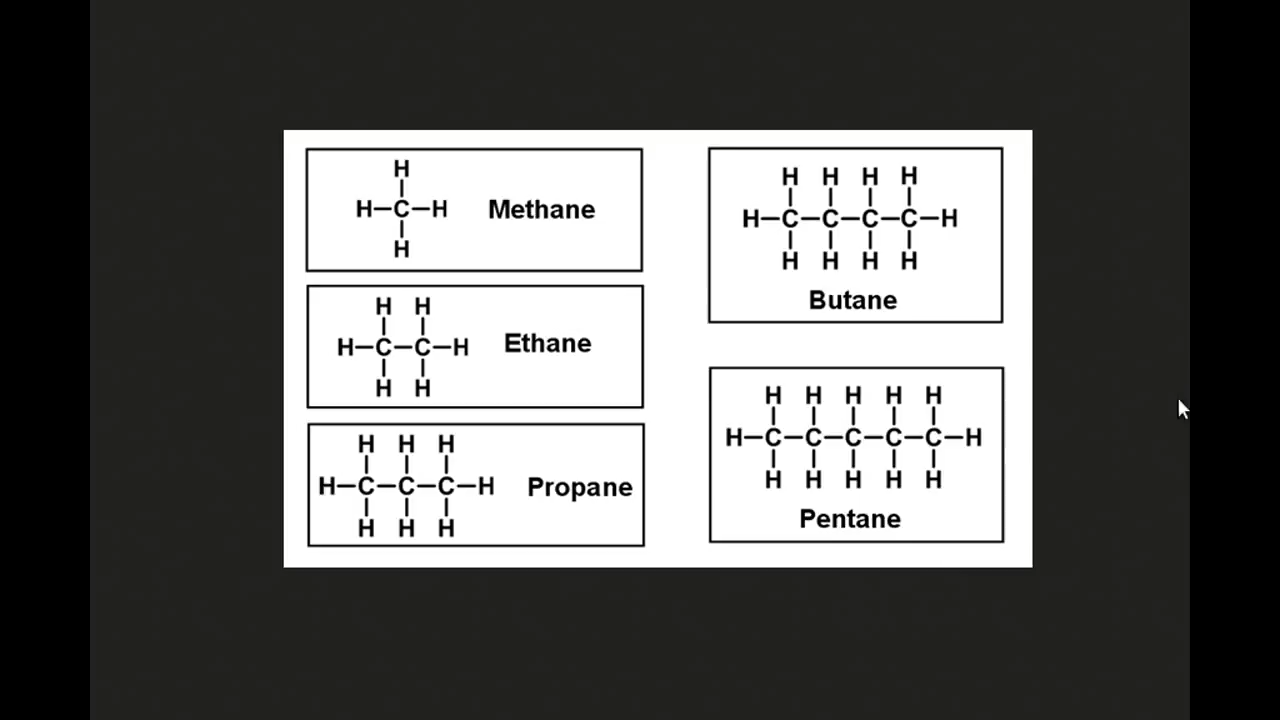 H
H–C–H Methane
H
H H
H–C–C–H Ethane
H H
H H H
H–C–C–C–H Propane
H H H
H H H H
H–C–C–C–C–H
H H H H
Butane
H H H H H
H–C–C–C–C–C–H
H H H H H
Pentane